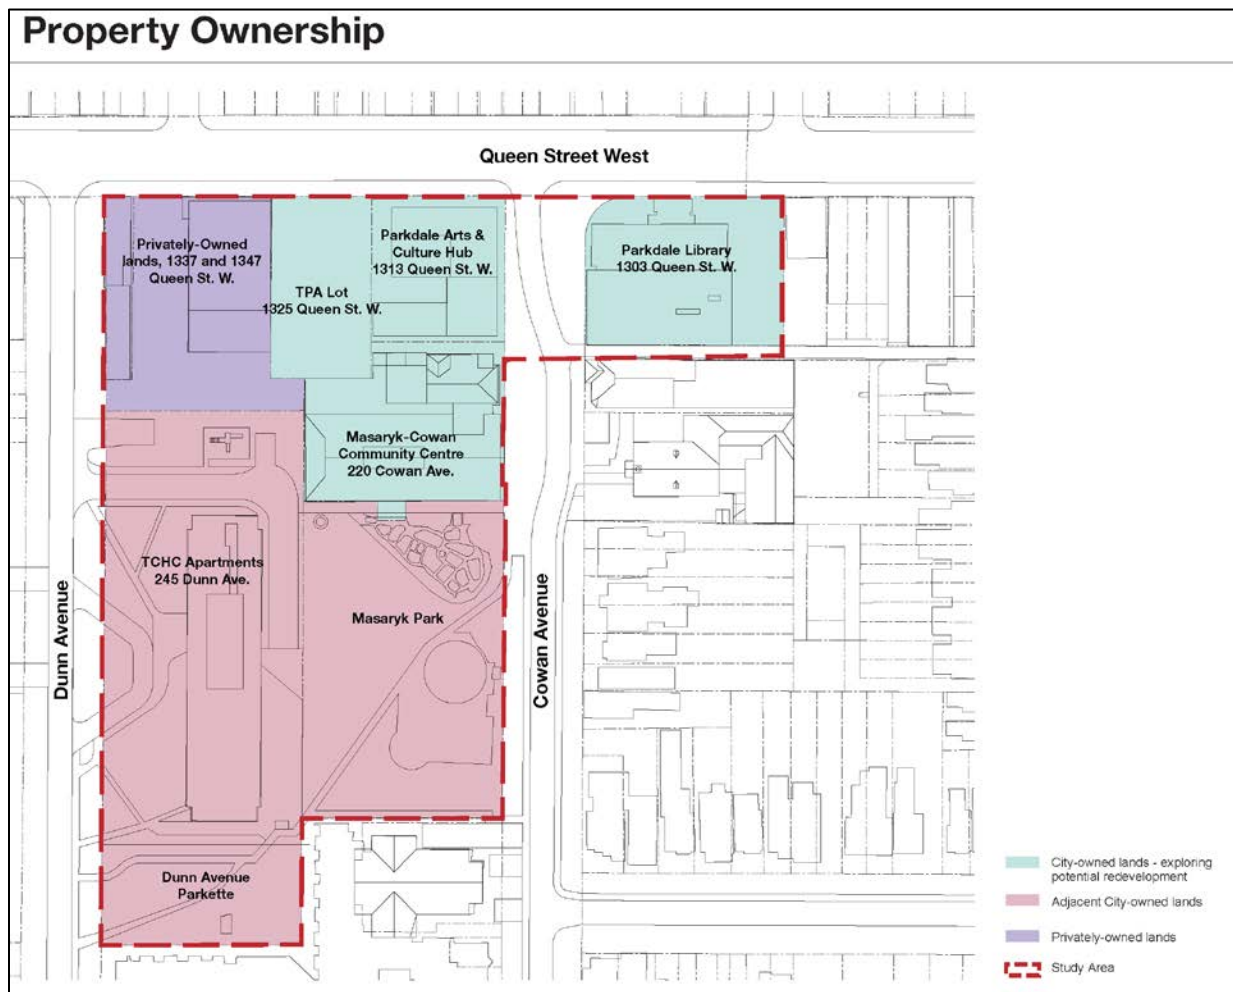 Property Ownership
Queen Street West
Privately-Owned
lands, 1337 and 1347
Queen St. W.
TPA Lot
1325 Queen St. W.
Parkdale Arts &
Culture Hub
1313 Queen St. W.
Parkdale Library
1303 Queen St. W.
Masaryk-Cowan
Community Centre
220 Cowan Ave.
TCHC Apartments
245 Dunn Ave.
Masaryk Park
Dunn Avenue
Cowan Avenue
Dunn Avenue
Parkette
City-owned lands - exploring
potential redevelopment
Adjacent City-owned lands
Privately-owned lands
Study Area